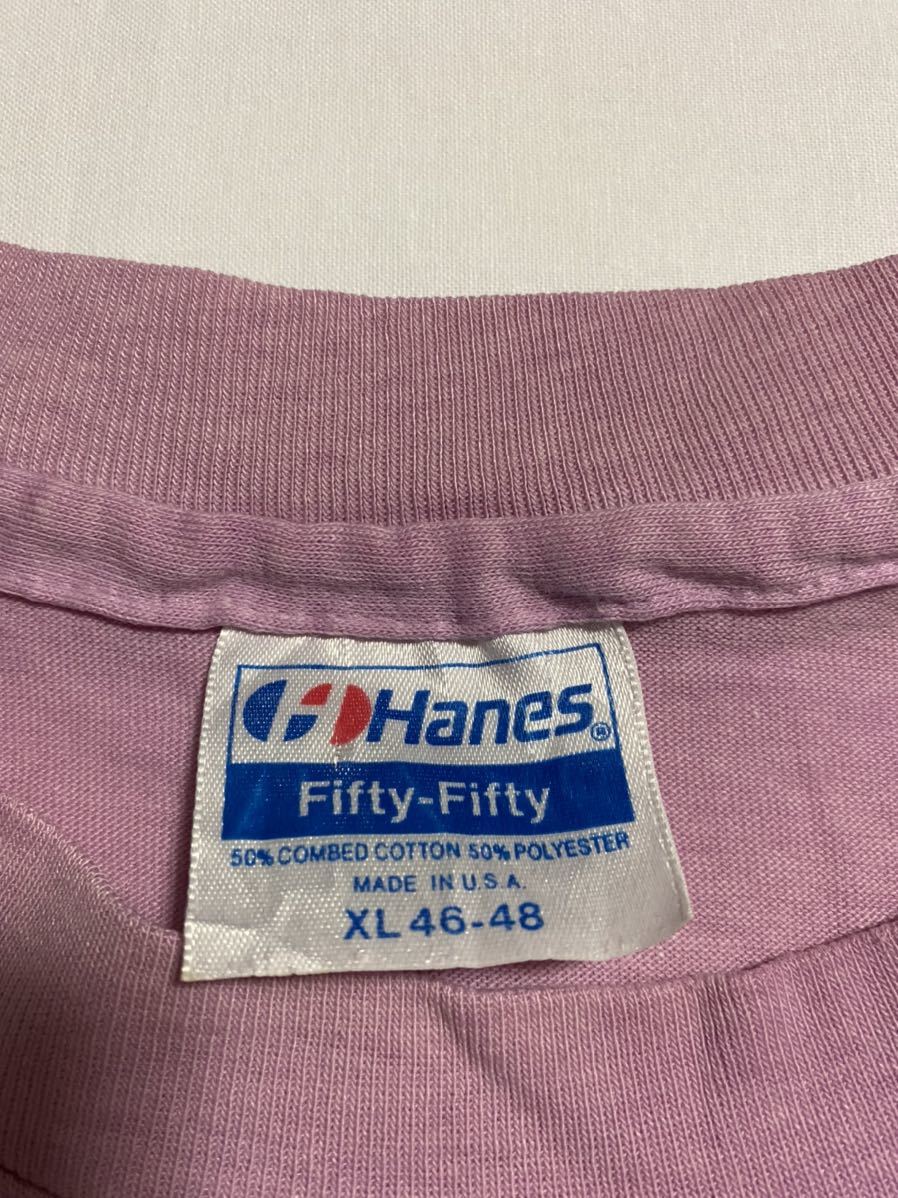 Hanes®
Fifty-Fifty
50% COMBED COTTON 50% POLYESTER
MADE IN U.S.A.
XL 46-48